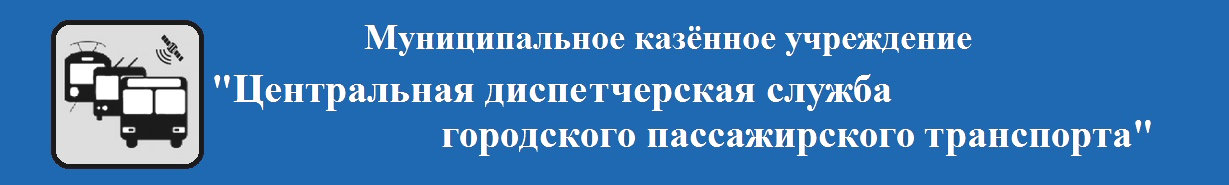 Муниципальное казённое учреждение
"Центральная диспетчерская служба
городского пассажирского транспорта"